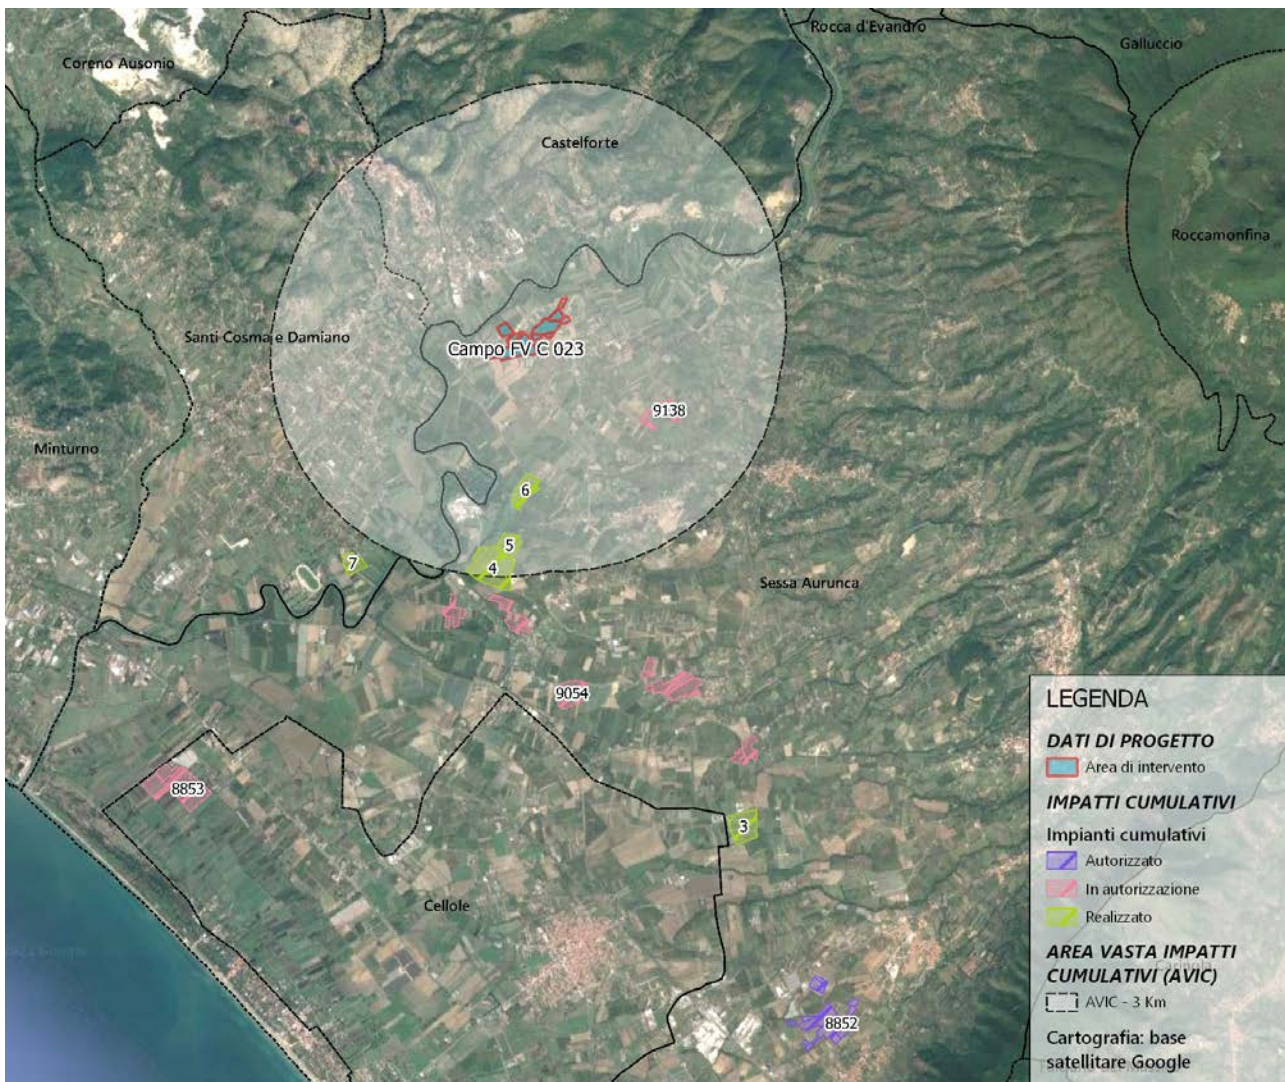 Rocca d'Evandro
Galluccio
Coreno Ausonio
Castelforte
Roccamonfina
Santi Cosma e Damiano
Campo FV C 023
9138
Minturno
6
5
7
4
Sessa Aurunca
9054
8853
3
Cellole
8852
LEGENDA
DATI DI PROGETTO
Area di intervento
IMPATTI CUMULATIVI
Impianti cumulativi
Autorizzato
In autorizzazione
Realizzato
AREA VASTA IMPATTI
CUMULATIVI (AVIC)
Carinola
AVIC - 3 Km
Cartografia: base
satellitare Google